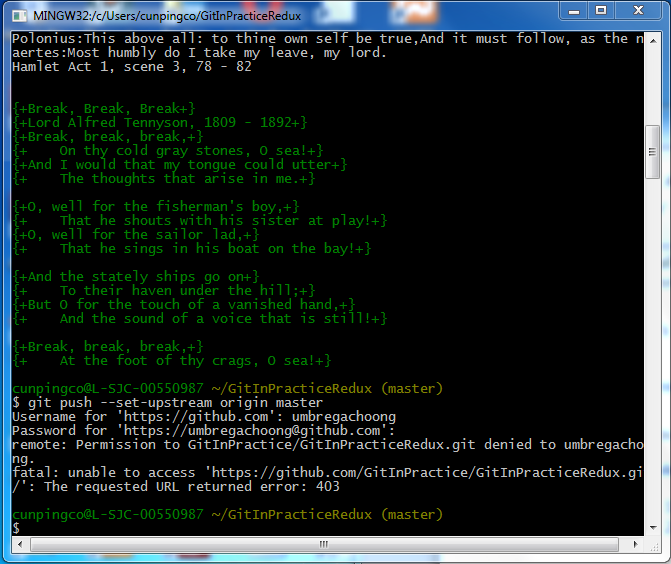 MINGW32:/c/Users/cunpingco/GitInPracticeRedux
Polonius:This above all: to thine own self be true,And it must follow, as the n
aertes:Most humbly do I take my leave, my lord.
Hamlet Act 1, scene 3, 78 - 82
{+Break, Break, Break+}
{+Lord Alfred Tennyson, 1809 - 1892+}
{+Break, break, break,+}
{+    On thy cold gray stones, O sea!+}
{+And I would that my tongue could utter+}
{+    The thoughts that arise in me.+}
{+O, well for the fisherman's boy,+}
{+    That he shouts with his sister at play!+}
{+O, well for the sailor lad,+}
{+    That he sings in his boat on the bay!+}
{+And the stately ships go on+}
{+    To their haven under the hill;+}
{+But O for the touch of a vanished hand,+}
{+    And the sound of a voice that is still!+}
{+Break, break, break,+}
{+    At the foot of thy crags, O sea!+}
cunpingco@L-SJC-00550987 ~/GitInPracticeRedux (master)
$ git push --set-upstream origin master
Username for 'https://github.com': umbregachoong
Password for 'https://umbregachoong@github.com':
remote: Permission to GitInPractice/GitInPracticeRedux.git denied to umbregacho
ng.
fatal: unable to access 'https://github.com/GitInPractice/GitInPracticeRedux.gi
/': The requested URL returned error: 403
cunpingco@L-SJC-00550987 ~/GitInPracticeRedux (master)
$